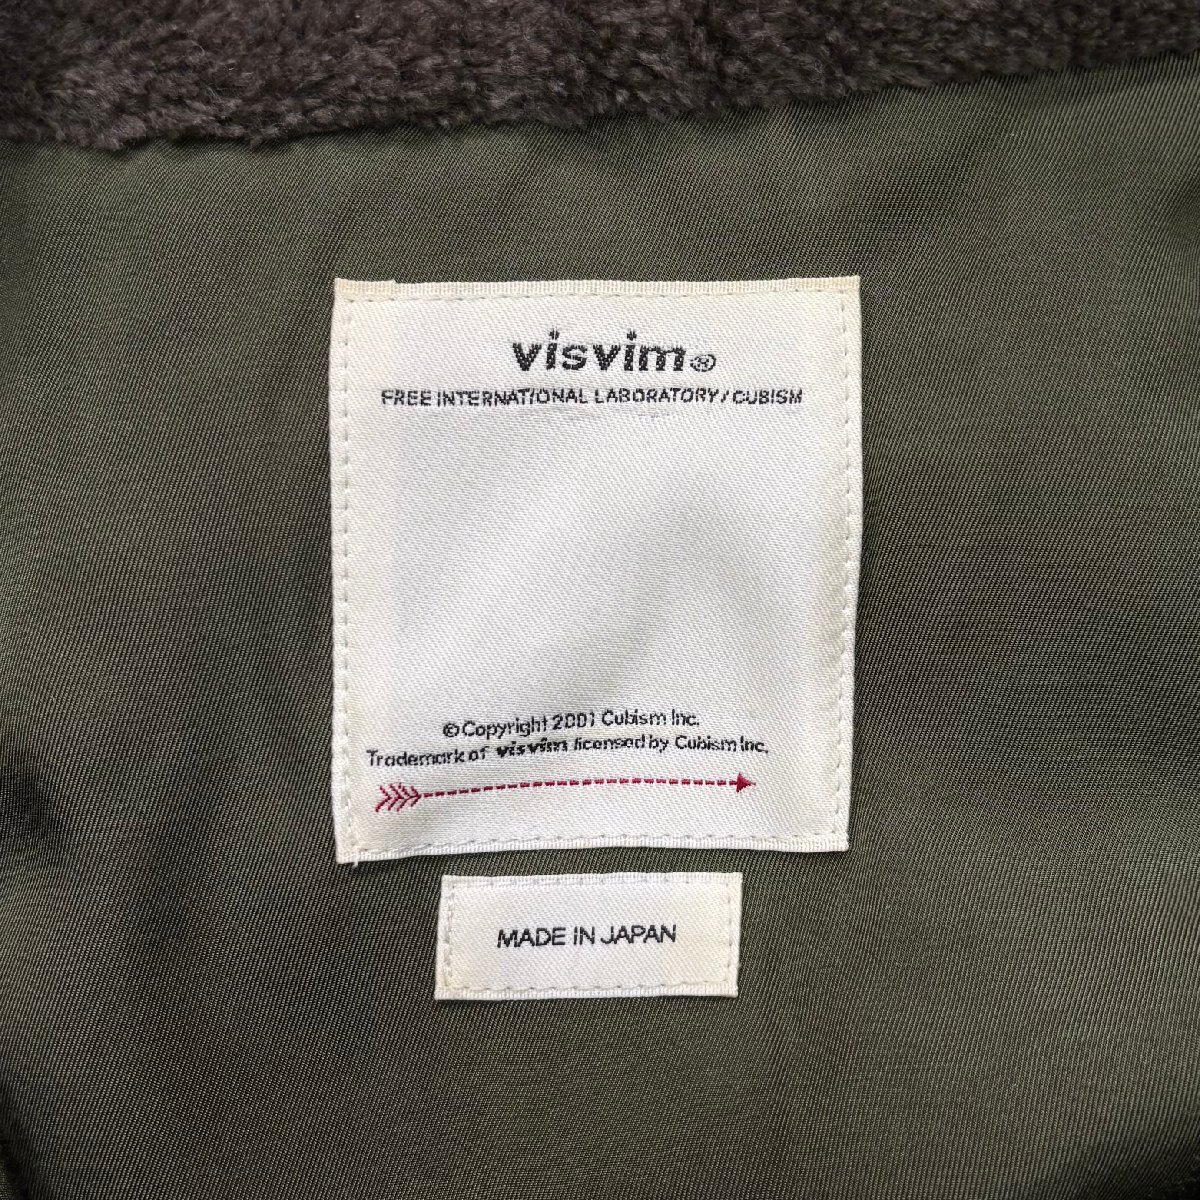 visvim®
FREE INTERNATIONAL LABORATORY/CUBISM
©Copyright 2001 Cubism Inc.
Trademark of visvim licensed by Cubism Inc,
MADE IN JAPAN